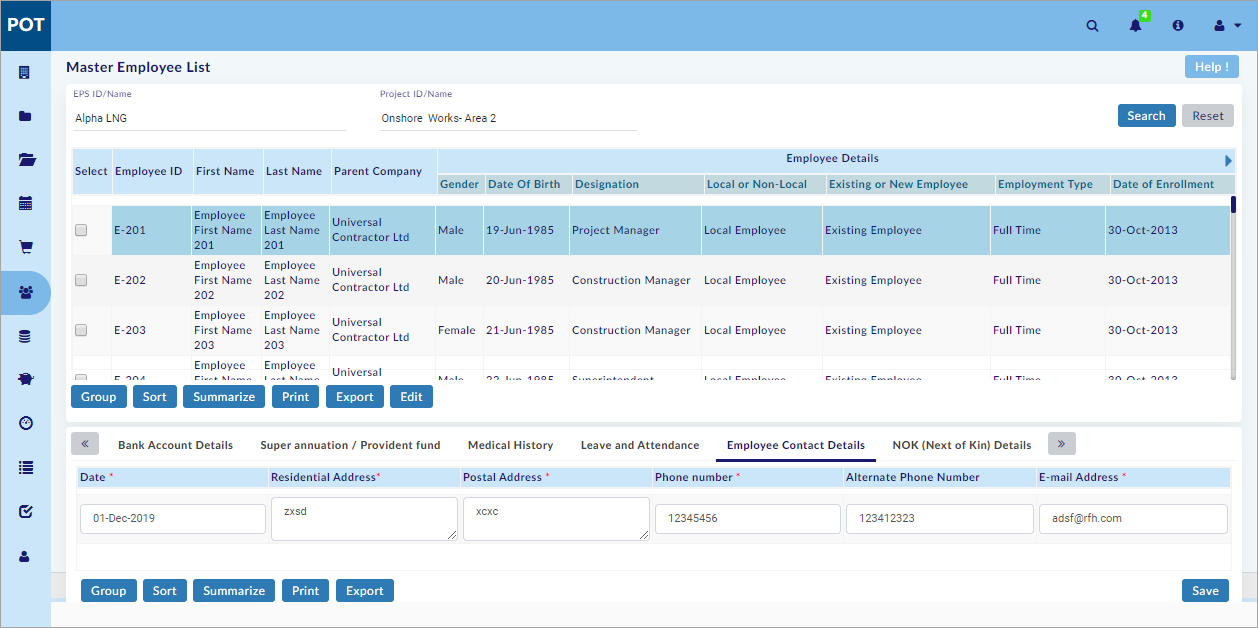 POT
4
Master Employee List
Help !
EPS ID/Name
Project ID/Name
Alpha LNG
Onshore Works- Area 2
Search
Reset
Select Employee ID First Name Last Name Parent Company
Employee Details
Gender Date Of Birth Designation Local or Non-Local Existing or New Employee Employment Type Date of Enrollment
E-201 Employee First Name 201 Employee Last Name 201 Universal Contractor Ltd Male 19-Jun-1985 Project Manager Local Employee Existing Employee Full Time 30-Oct-2013
E-202 Employee First Name 202 Employee Last Name 202 Universal Contractor Ltd Male 20-Jun-1985 Construction Manager Local Employee Existing Employee Full Time 30-Oct-2013
E-203 Employee First Name 203 Employee Last Name 203 Universal Contractor Ltd Female 21-Jun-1985 Construction Manager Local Employee Existing Employee Full Time 30-Oct-2013
E-204 Employee First Name Employee Last Name Universal Male 22-Jun-1985 Superintendent Local Employee Existing Employee Full Time 30-Oct-2013
Group Sort Summarize Print Export Edit
« Bank Account Details Super annuation / Provident fund Medical History Leave and Attendance Employee Contact Details NOK (Next of Kin) Details »
Date * Residential Address* Postal Address * Phone number * Alternate Phone Number E-mail Address *
01-Dec-2019 zxsd xcxc 12345456 123412323 adsf@rfh.com
Group Sort Summarize Print Export
Save